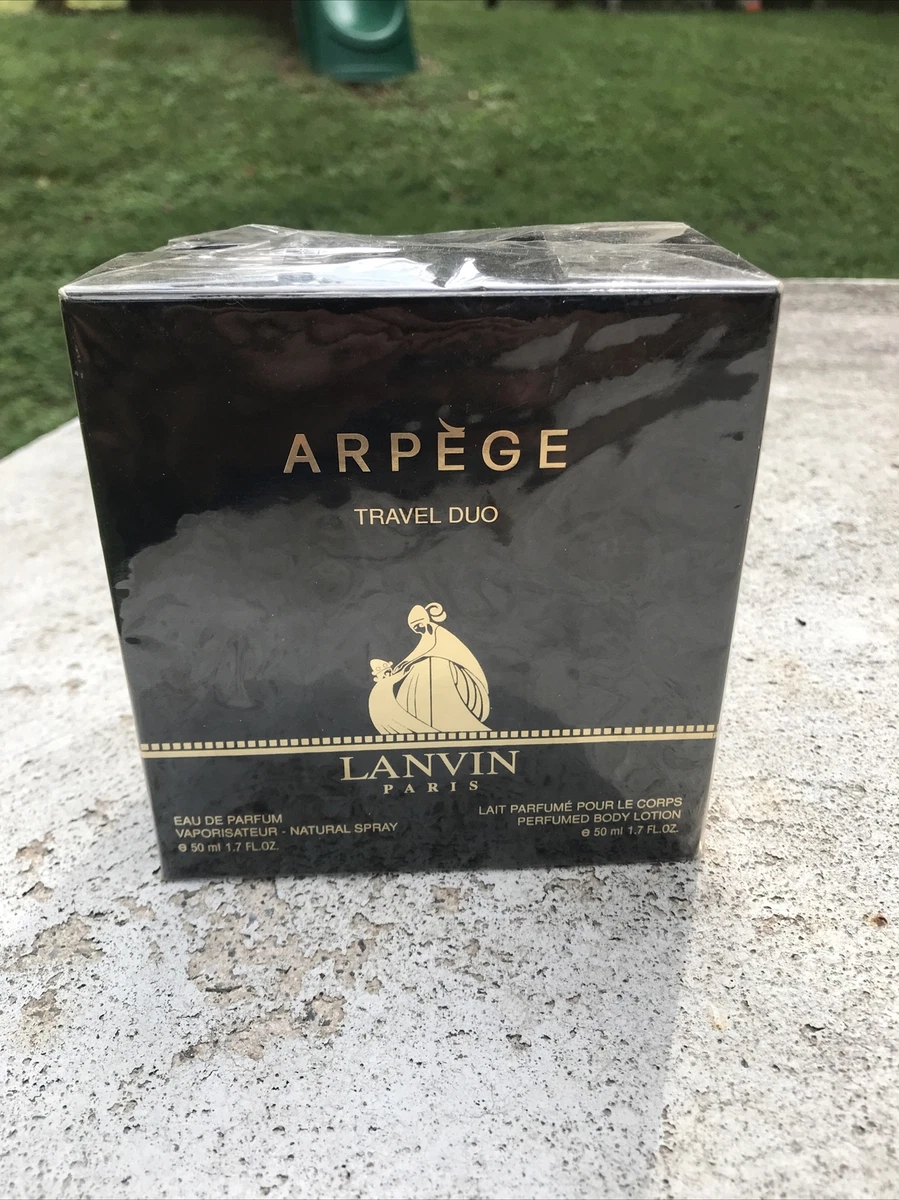 ARPÈGE
TRAVEL DUO
LANVIN
PARIS
EAU DE PARFUM
VAPORISATEUR - NATURAL SPRAY
℮ 50 ml 1.7 FL.OZ.
LAIT PARFUMÉ POUR LE CORPS
PERFUMED BODY LOTION
℮ 50 ml 1.7 FL.OZ.